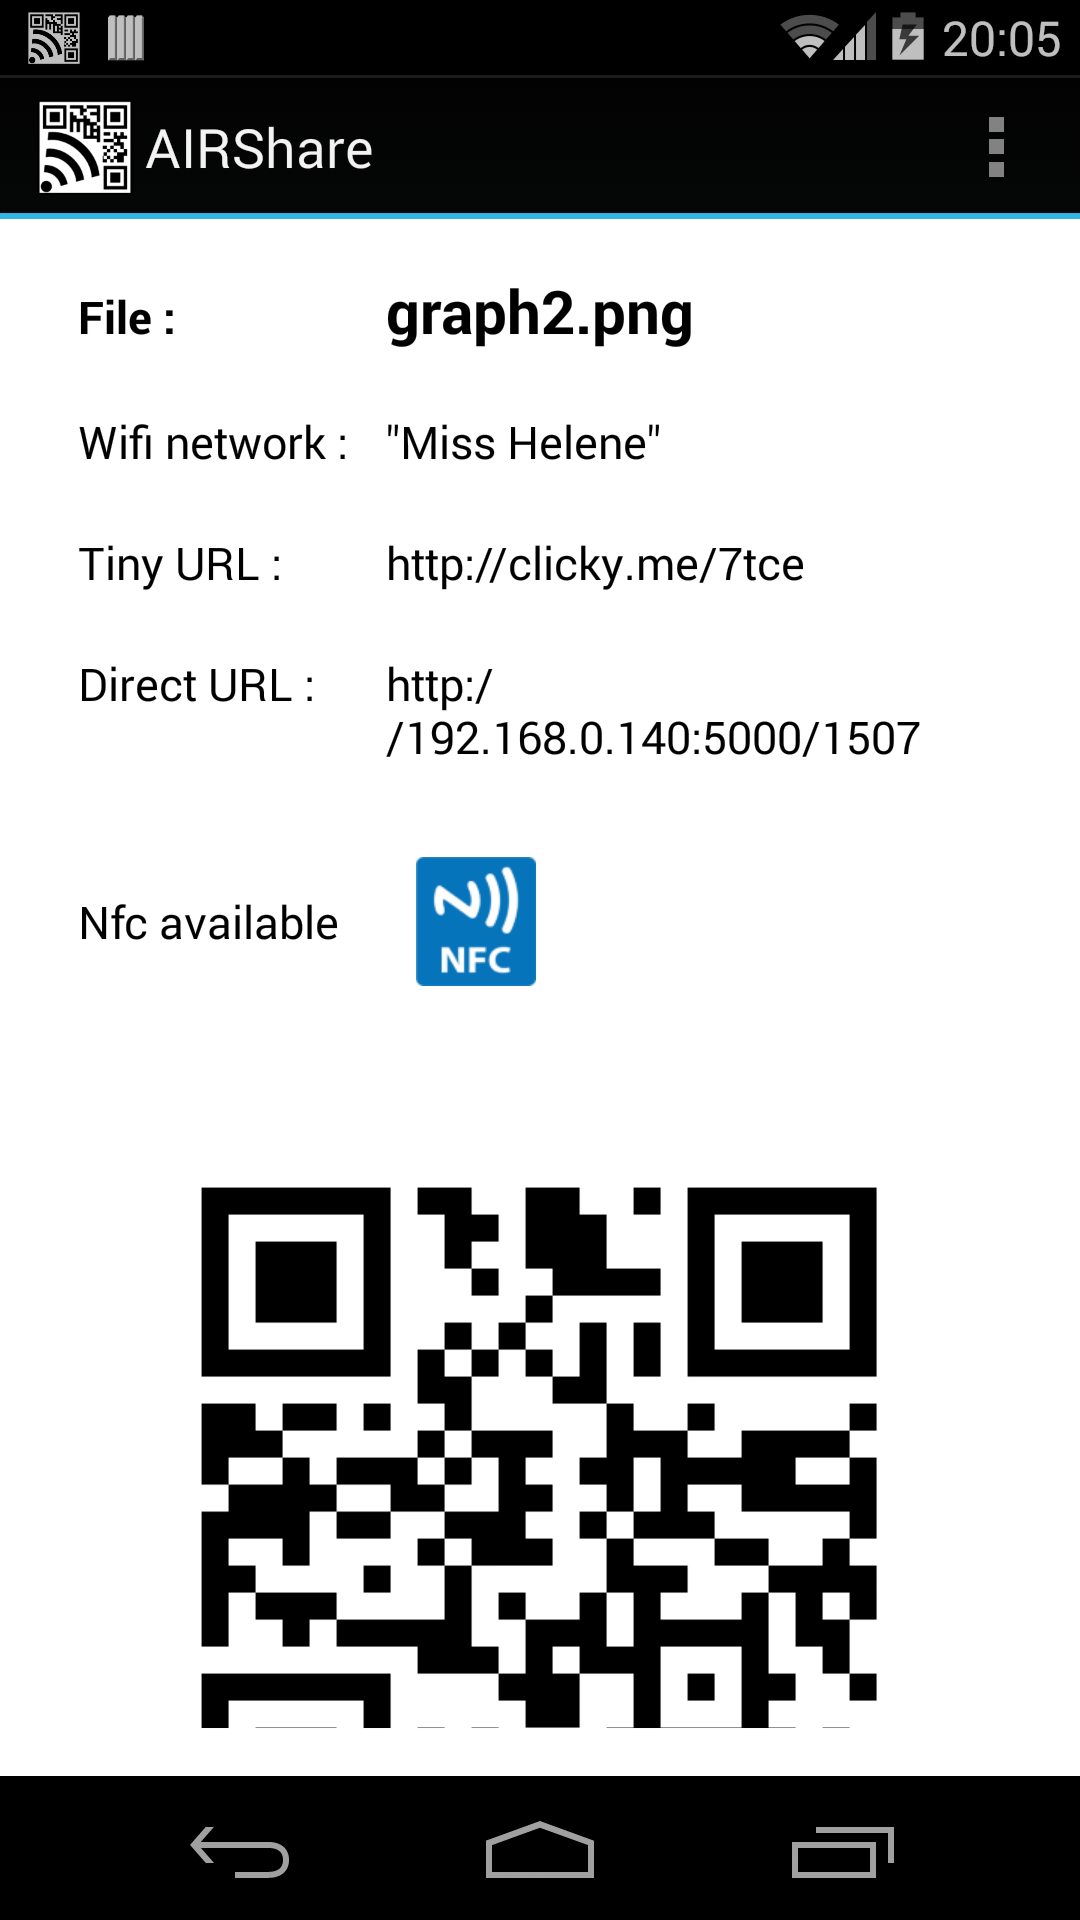 20:05
AIRShare
File : graph2.png
Wifi network : "Miss Helene"
Tiny URL : http://clicky.me/7tce
Direct URL : http:/
/192.168.0.140:5000/1507
Nfc available
NFC